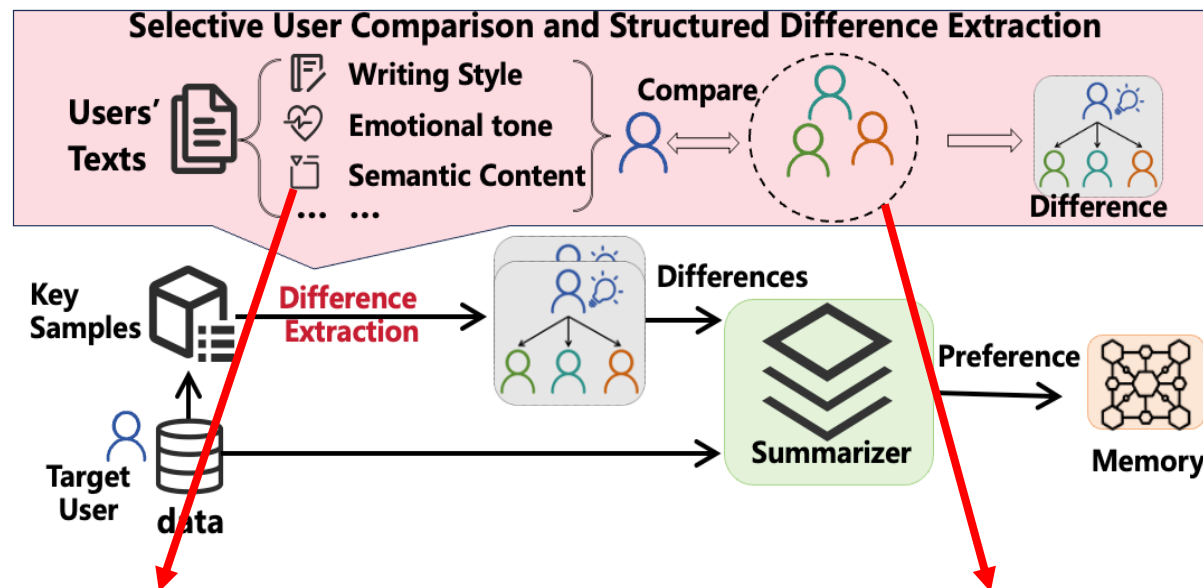 Selective User Comparison and Structured Difference Extraction
Users'
Texts
Writing Style
Emotional tone
Semantic Content
... ...
Compare
Difference
Key
Samples
Difference
Extraction
Differences
Summarizer
Preference
Memory
Target
User
data